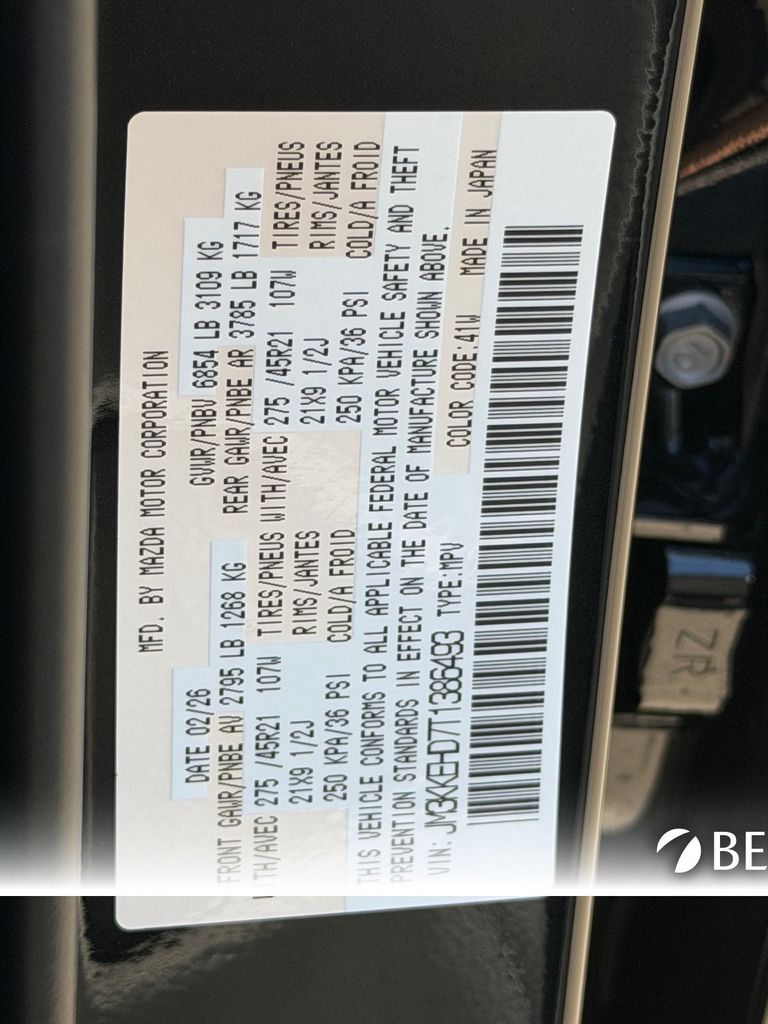 MFD. BY MAZDA MOTOR CORPORATION
DATE 02/26 GVWR/PNBV 6854 LB 3109 KG
FRONT GAWR/PNBE AV 2795 LB 1268 KG REAR GAWR/PNBE AR 3785 LB 1717 KG
WITH/AVEC 275 /45R21 107W TIRES/PNEUS WITH/AVEC 275 /45R21 107W TIRES/PNEUS
21X9 1/2J RIMS/JANTES 21X9 1/2J RIMS/JANTES
250 KPA/36 PSI COLD/A FROID 250 KPA/36 PSI COLD/A FROID
THIS VEHICLE CONFORMS TO ALL APPLICABLE FEDERAL MOTOR VEHICLE SAFETY AND THEFT
PREVENTION STANDARDS IN EFFECT ON THE DATE OF MANUFACTURE SHOWN ABOVE.
VIN: JM3KKEHD7T1386493 TYPE:MPV COLOR CODE:41W MADE IN JAPAN
ZR
BE